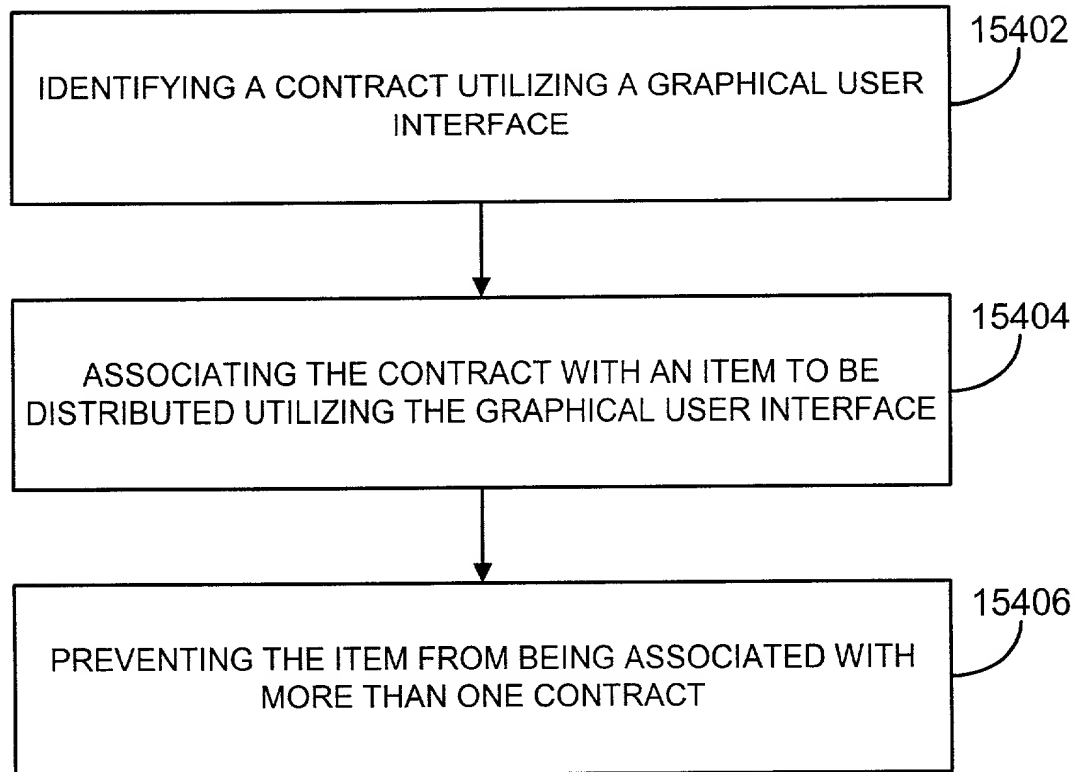 15402
IDENTIFYING A CONTRACT UTILIZING A GRAPHICAL USER
INTERFACE
15404
ASSOCIATING THE CONTRACT WITH AN ITEM TO BE
DISTRIBUTED UTILIZING THE GRAPHICAL USER INTERFACE
15406
PREVENTING THE ITEM FROM BEING ASSOCIATED WITH
MORE THAN ONE CONTRACT